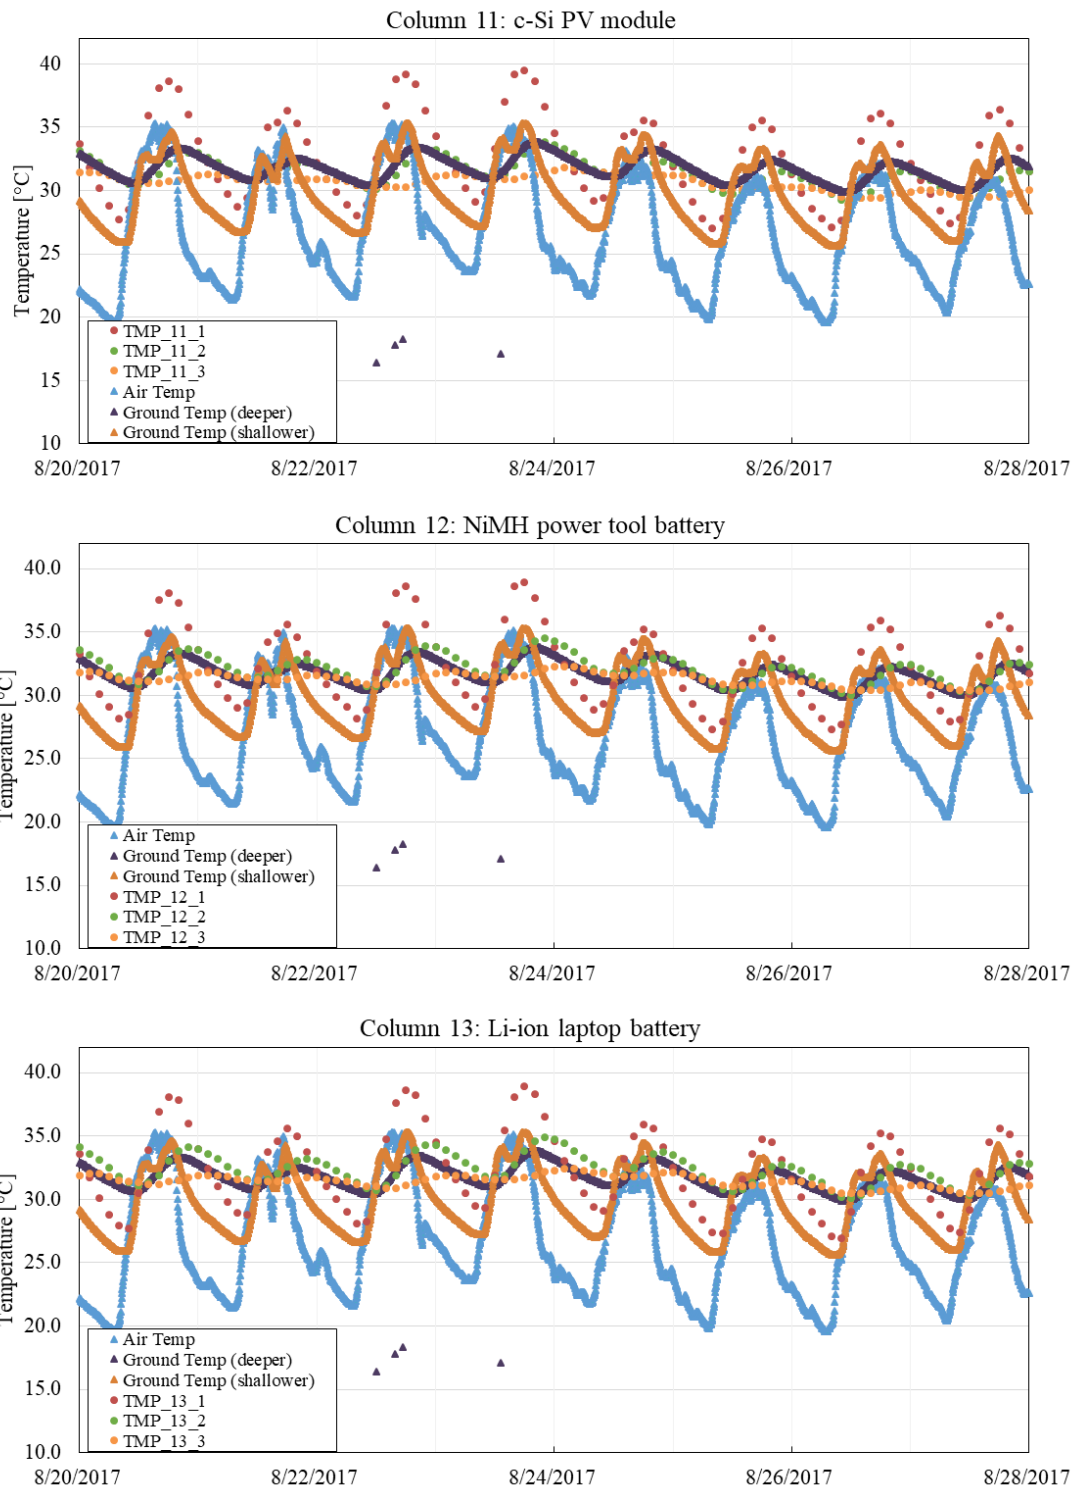 Column 11: c-Si PV module
40
35
30
25
20
15
10
Temperature [°C]
TMP_11_1
TMP_11_2
TMP_11_3
Air Temp
Ground Temp (deeper)
Ground Temp (shallower)
8/20/2017 8/22/2017 8/24/2017 8/26/2017 8/28/2017
Column 12: NiMH power tool battery
40.0
35.0
30.0
25.0
20.0
15.0
10.0
Temperature [°C]
Air Temp
Ground Temp (deeper)
Ground Temp (shallower)
TMP_12_1
TMP_12_2
TMP_12_3
8/20/2017 8/22/2017 8/24/2017 8/26/2017 8/28/2017
Column 13: Li-ion laptop battery
40.0
35.0
30.0
25.0
20.0
15.0
10.0
Temperature [°C]
Air Temp
Ground Temp (deeper)
Ground Temp (shallower)
TMP_13_1
TMP_13_2
TMP_13_3
8/20/2017 8/22/2017 8/24/2017 8/26/2017 8/28/2017